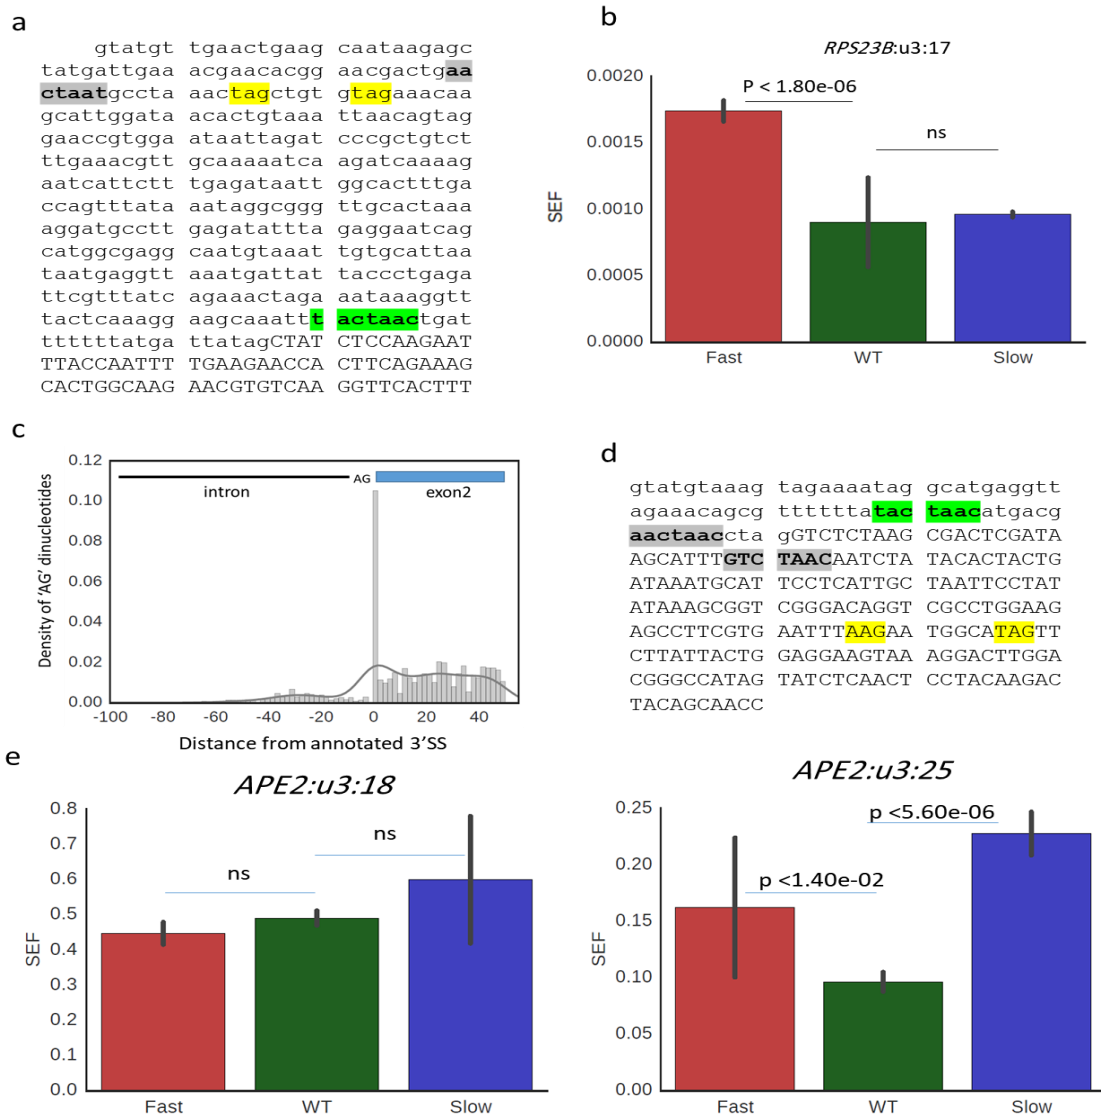 a
gtatgt tgaactgaag caataagagc
tatgattgaa acgaacacgg aacgactgaa
ctaatgccta aactagctgt gtagaaacaa
gcattggata acactgtaaa ttaacagtag
gaaccgtgga ataattagat cccgctgtct
ttgaaacgtt gcaaaaatca agatcaaaag
aatcattctt tgagataatt ggcactttga
ccagtttata aataggcggg ttgcactaaa
aggatgcctt gagatattta gaggaatcag
catggcgagg caatgtaaat tgtgcattaa
taatgaggtt aaatgattat taccctgaga
ttcgtttatc agaaactaga aataaaggtt
tactcaaagg aagcaaattt actaactgat
ttttttatga ttatagCTAT CTCCAAGAAT
TTACCAATTT TGAAGAACCA CTTCAGAAAG
CACTGGCAAG AACGTGTCAA GGTTCACTTT
b
RPS23B:u3:17
SEF
0.0020
0.0015
0.0010
0.0005
0.0000
P < 1.80e-06
ns
Fast WT Slow
c
Density of ‘AG’ dinucleotides
0.12
0.10
0.08
0.06
0.04
0.02
0.00
intron AG exon2
-100 -80 -60 -40 -20 0 20 40
Distance from annotated 3’SS
d
gtatgtaaag tagaaaatag gcatgaggtt
agaaacagcg ttttttatac taacatgacg
aactaaccta gGTCTCTAAG CGACTCGATA
AGCATTTGTC TAACAATCTA TACACTACTG
ATAAATGCAT TCCTCATTGC TAATTCCTAT
ATAAAGCGGT CGGGACAGGT CGCCTGGAAG
AGCCTTCGTG AATTTAAGAA TGGCATAGTT
CTTATTACTG GAGGAAGTAA AGGACTTGGA
CGGGCCATAG TATCTCAACT CCTACAAGAC
TACAGCAACC
e
APE2:u3:18
SEF
0.8
0.7
0.6
0.5
0.4
0.3
0.2
0.1
0.0
ns
ns
Fast WT Slow
APE2:u3:25
SEF
0.25
0.20
0.15
0.10
0.05
0.00
p <5.60e-06
p <1.40e-02
Fast WT Slow